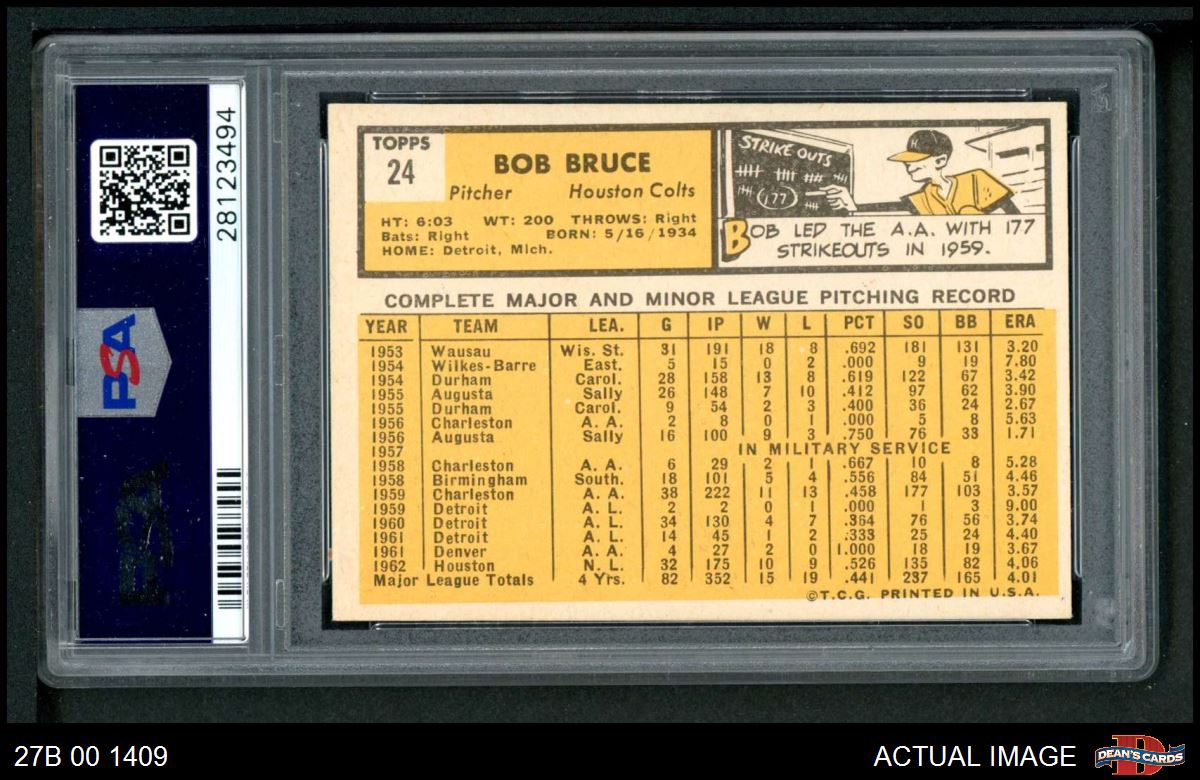 TOPPS
24
BOB BRUCE
Pitcher Houston Colts
HT: 6:03 WT: 200 THROWS: Right
Bats: Right BORN: 5/16/1934
HOME: Detroit, Mich.
STRIKE OUTS
177
H
BOB LED THE A.A. WITH 177
STRIKEOUTS IN 1959.
COMPLETE MAJOR AND MINOR LEAGUE PITCHING RECORD
YEAR TEAM LEA. G IP W L PCT SO BB ERA
1953 Wausau Wis. St. 31 191 18 8 .692 181 131 3.20
1954 Wilkes-Barre East. 5 15 0 2 .000 9 19 7.80
1954 Durham Carol. 28 158 13 8 .619 122 67 3.42
1955 Augusta Sally 26 148 7 10 .412 97 62 3.90
1955 Durham Carol. 9 54 2 3 .400 36 24 2.67
1956 Charleston A. A. 2 8 0 1 .000 5 8 5.63
1956 Augusta Sally 16 100 9 3 .750 76 33 1.71
1957 IN MILITARY SERVICE
1958 Charleston A. A. 6 29 2 1 .667 10 8 5.28
1958 Birmingham South. 18 101 5 4 .556 84 51 4.46
1959 Charleston A. A. 38 222 11 13 .458 177 103 3.57
1959 Detroit A. L. 2 2 0 1 .000 1 3 9.00
1960 Detroit A. L. 34 130 4 7 .364 76 56 3.74
1961 Detroit A. L. 14 45 1 2 .333 25 24 4.40
1961 Denver A. A. 4 27 2 0 1.000 18 19 3.67
1962 Houston N. L. 32 175 10 9 .526 135 82 4.06
Major League Totals 4 Yrs. 82 352 15 19 .441 237 165 4.01
©T.C.G. PRINTED IN U.S.A.
28123494
PSA
PSA
27B 00 1409
ACTUAL IMAGE
D
DEAN'S CARDS